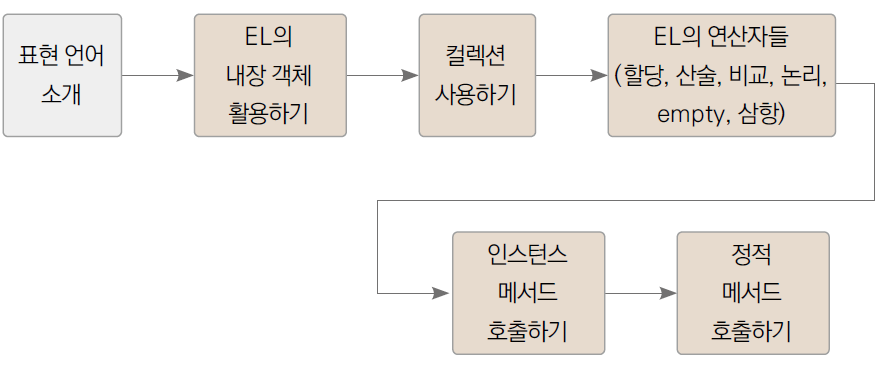 표현 언어
소개
EL의
내장 객체
활용하기
컬렉션
사용하기
EL의 연산자들
(할당, 산술, 비교, 논리,
empty, 삼항)
인스턴스
메서드
호출하기
정적
메서드
호출하기